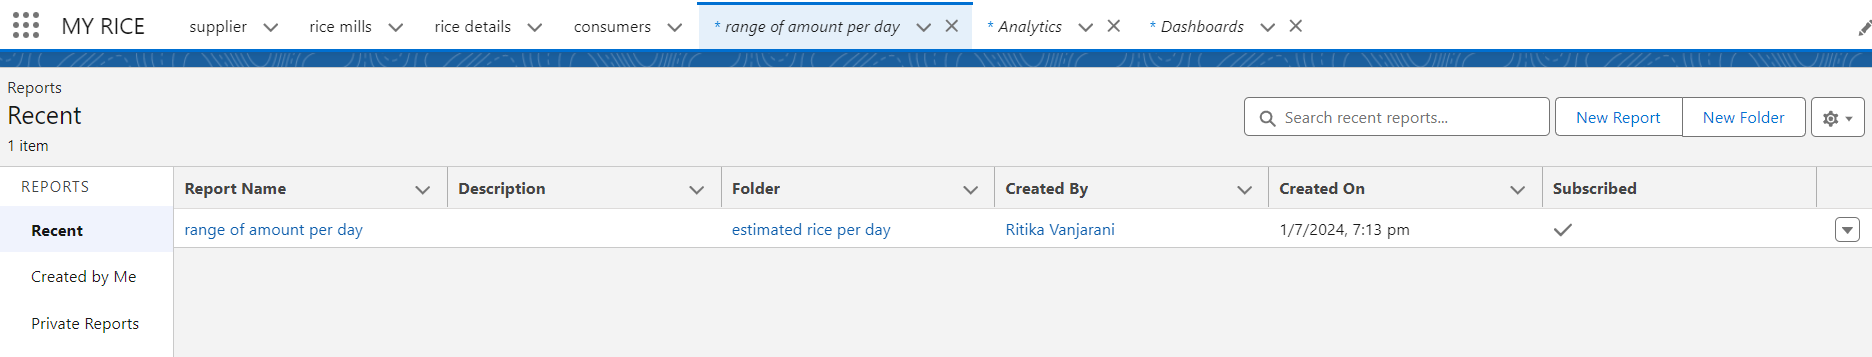 MY RICE supplier rice mills rice details consumers * range of amount per day * Analytics * Dashboards
Reports
Recent
1 item
Search recent reports... New Report New Folder
REPORTS
Recent
Created by Me
Private Reports
Report Name Description Folder Created By Created On Subscribed
range of amount per day estimated rice per day Ritika Vanjarani 1/7/2024, 7:13 pm